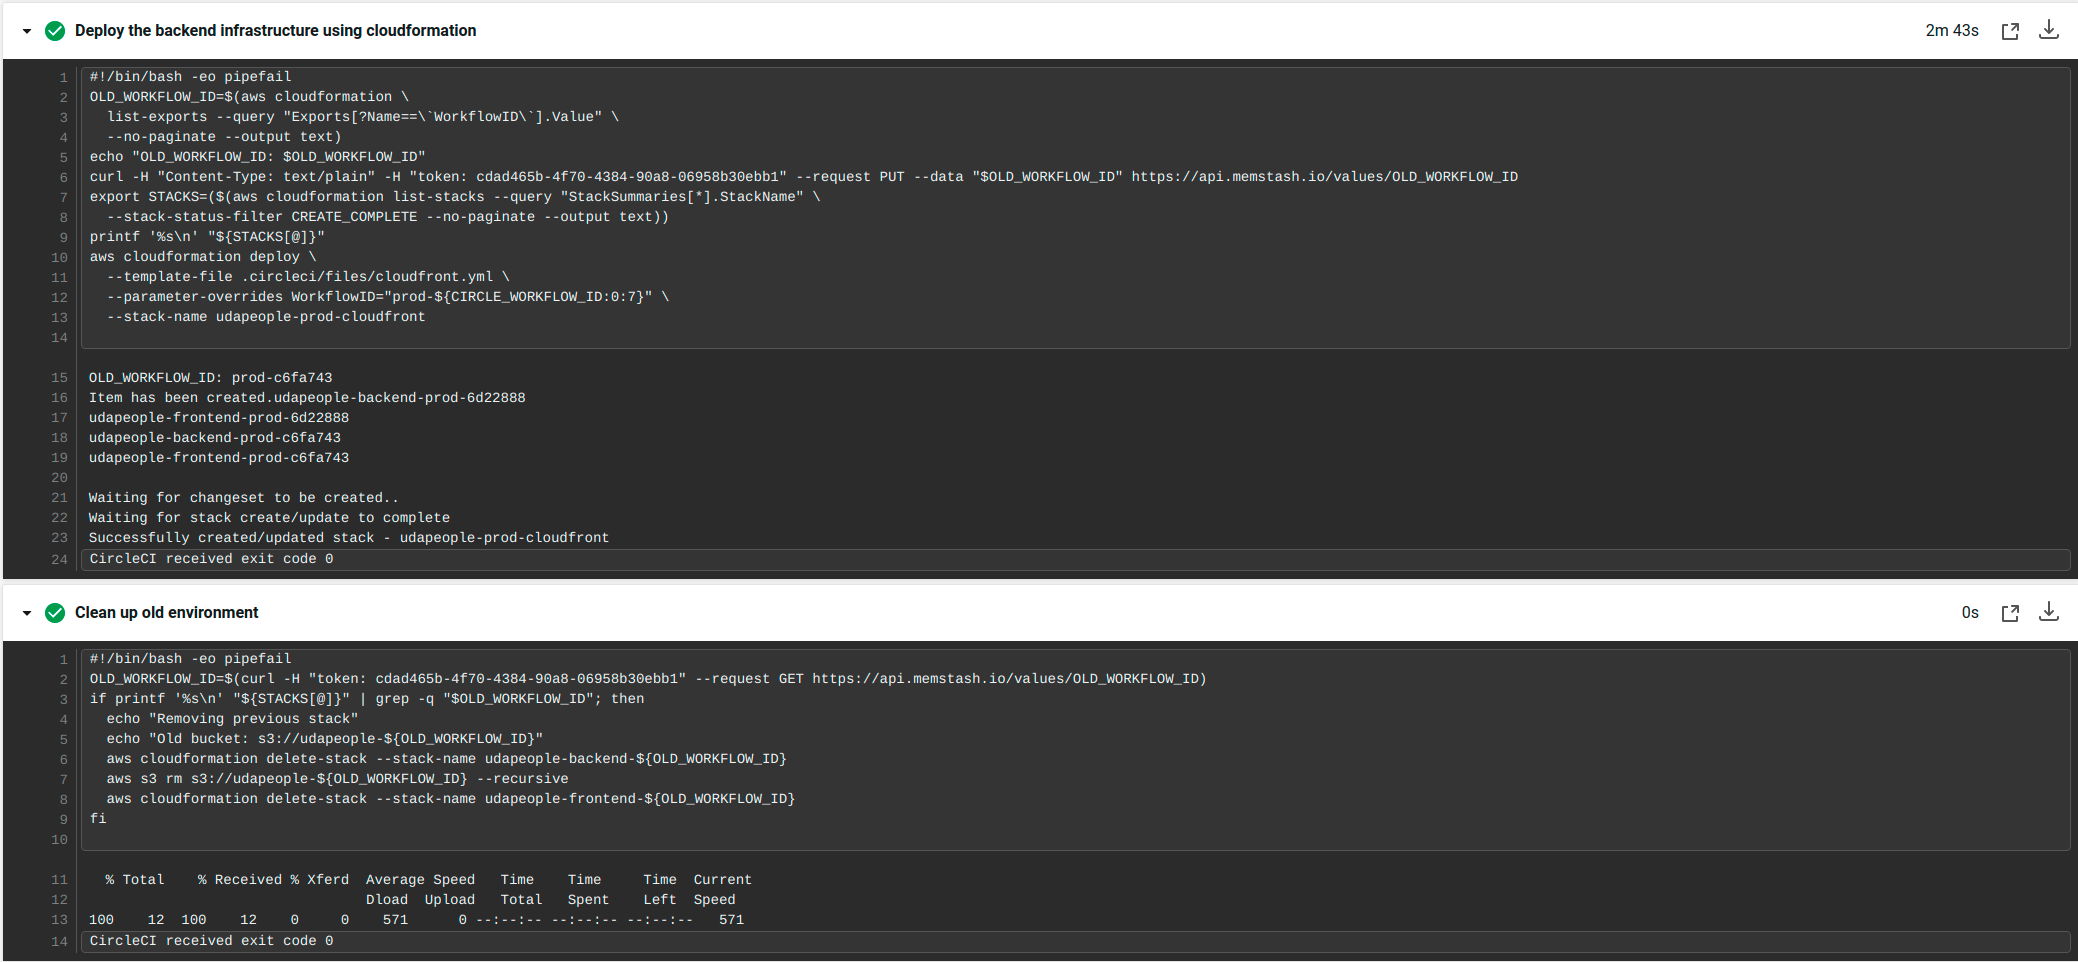 Deploy the backend infrastructure using cloudformation 2m 43s
1 #!/bin/bash -eo pipefail
2 OLD_WORKFLOW_ID=$(aws cloudformation \
3   list-exports --query "Exports[?Name==\`WorkflowID\`].Value" \
4   --no-paginate --output text)
5 echo "OLD_WORKFLOW_ID: $OLD_WORKFLOW_ID"
6 curl -H "Content-Type: text/plain" -H "token: cdad465b-4f70-4384-90a8-06958b30ebb1" --request PUT --data "$OLD_WORKFLOW_ID" https://api.memstash.io/values/OLD_WORKFLOW_ID
7 export STACKS=($(aws cloudformation list-stacks --query "StackSummaries[*].StackName" \
8   --stack-status-filter CREATE_COMPLETE --no-paginate --output text))
9 printf '%s\n' "${STACKS[@]}"
10 aws cloudformation deploy \
11   --template-file .circleci/files/cloudfront.yml \
12   --parameter-overrides WorkflowID="prod-${CIRCLE_WORKFLOW_ID:0:7}" \
13   --stack-name udapeople-prod-cloudfront
14
15 OLD_WORKFLOW_ID: prod-c6fa743
16 Item has been created.udapeople-backend-prod-6d22888
17 udapeople-frontend-prod-6d22888
18 udapeople-backend-prod-c6fa743
19 udapeople-frontend-prod-c6fa743
20
21 Waiting for changeset to be created..
22 Waiting for stack create/update to complete
23 Successfully created/updated stack - udapeople-prod-cloudfront
24 CircleCI received exit code 0
Clean up old environment 0s
1 #!/bin/bash -eo pipefail
2 OLD_WORKFLOW_ID=$(curl -H "token: cdad465b-4f70-4384-90a8-06958b30ebb1" --request GET https://api.memstash.io/values/OLD_WORKFLOW_ID)
3 if printf '%s\n' "${STACKS[@]}" | grep -q "$OLD_WORKFLOW_ID"; then
4   echo "Removing previous stack"
5   echo "Old bucket: s3://udapeople-${OLD_WORKFLOW_ID}"
6   aws cloudformation delete-stack --stack-name udapeople-backend-${OLD_WORKFLOW_ID}
7   aws s3 rm s3://udapeople-${OLD_WORKFLOW_ID} --recursive
8   aws cloudformation delete-stack --stack-name udapeople-frontend-${OLD_WORKFLOW_ID}
9 fi
10
11   % Total    % Received % Xferd  Average Speed   Time    Time     Time  Current
12                                  Dload  Upload   Total   Spent    Left  Speed
13 100    12  100    12    0     0    571      0 --:--:-- --:--:-- --:--:--   571
14 CircleCI received exit code 0